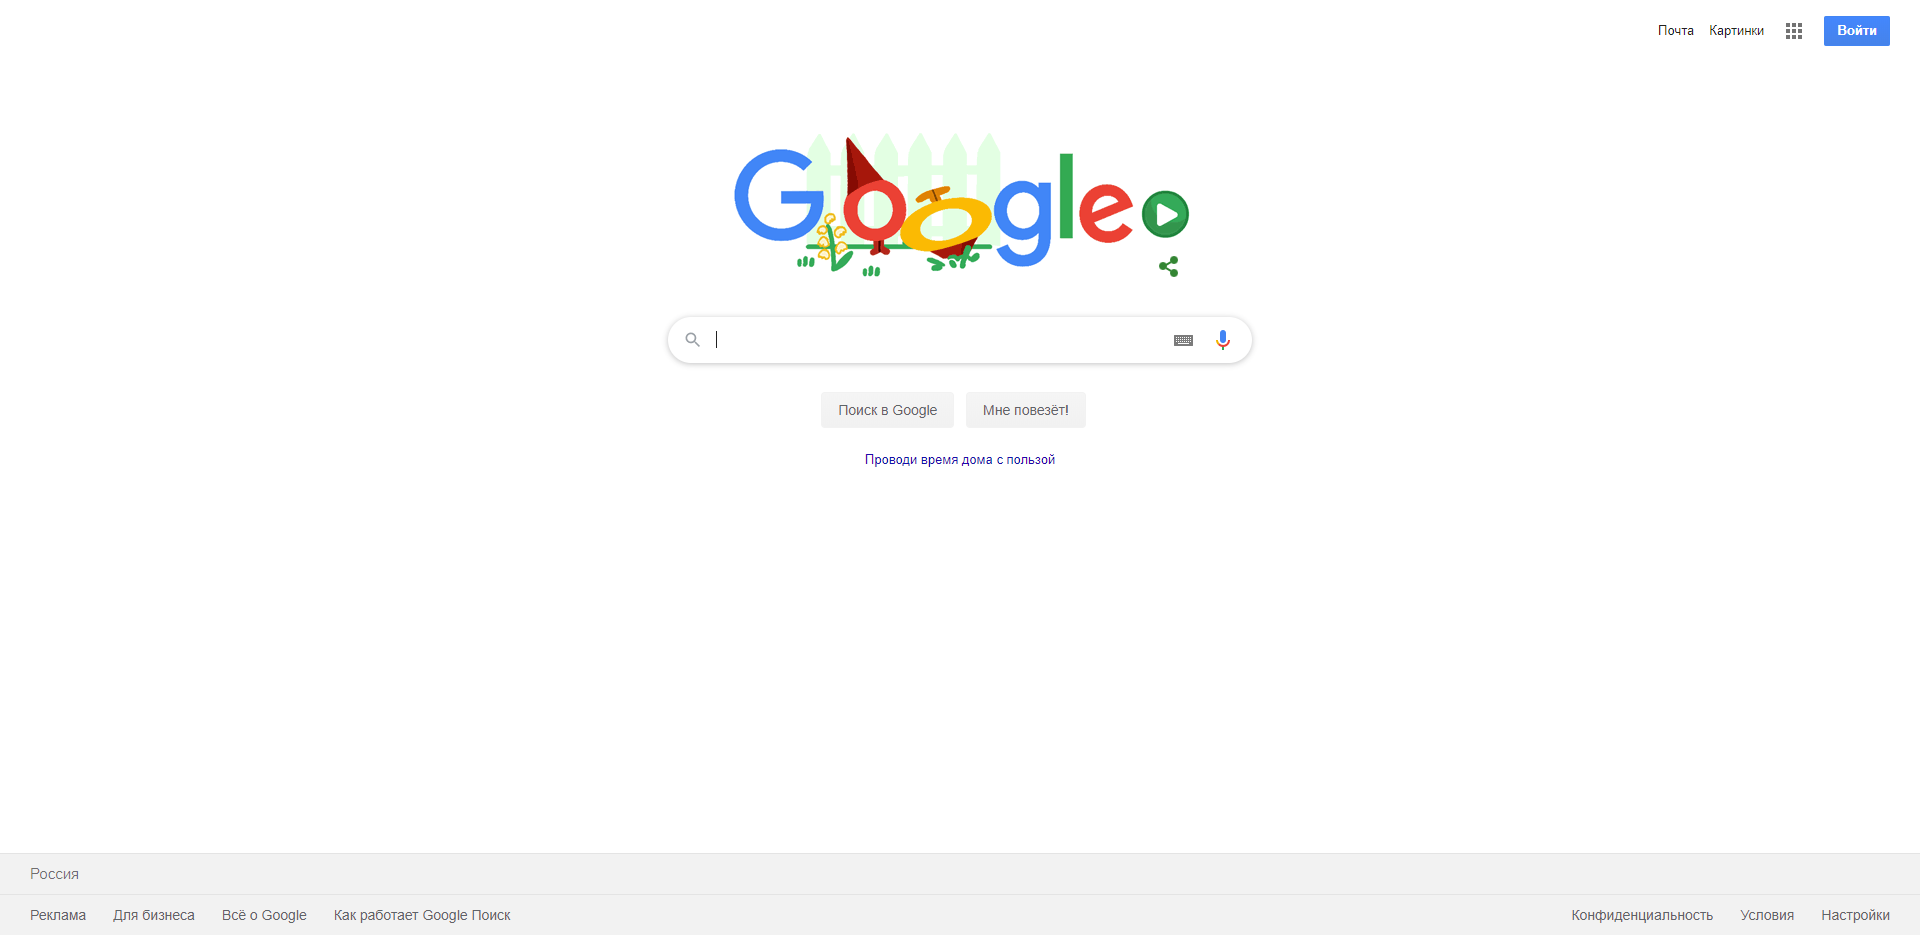 Почта Картинки Войти
Google
Поиск в Google Мне повезёт!
Проводи время дома с пользой
Россия
Реклама Для бизнеса Всё о Google Как работает Google Поиск Конфиденциальность Условия Настройки